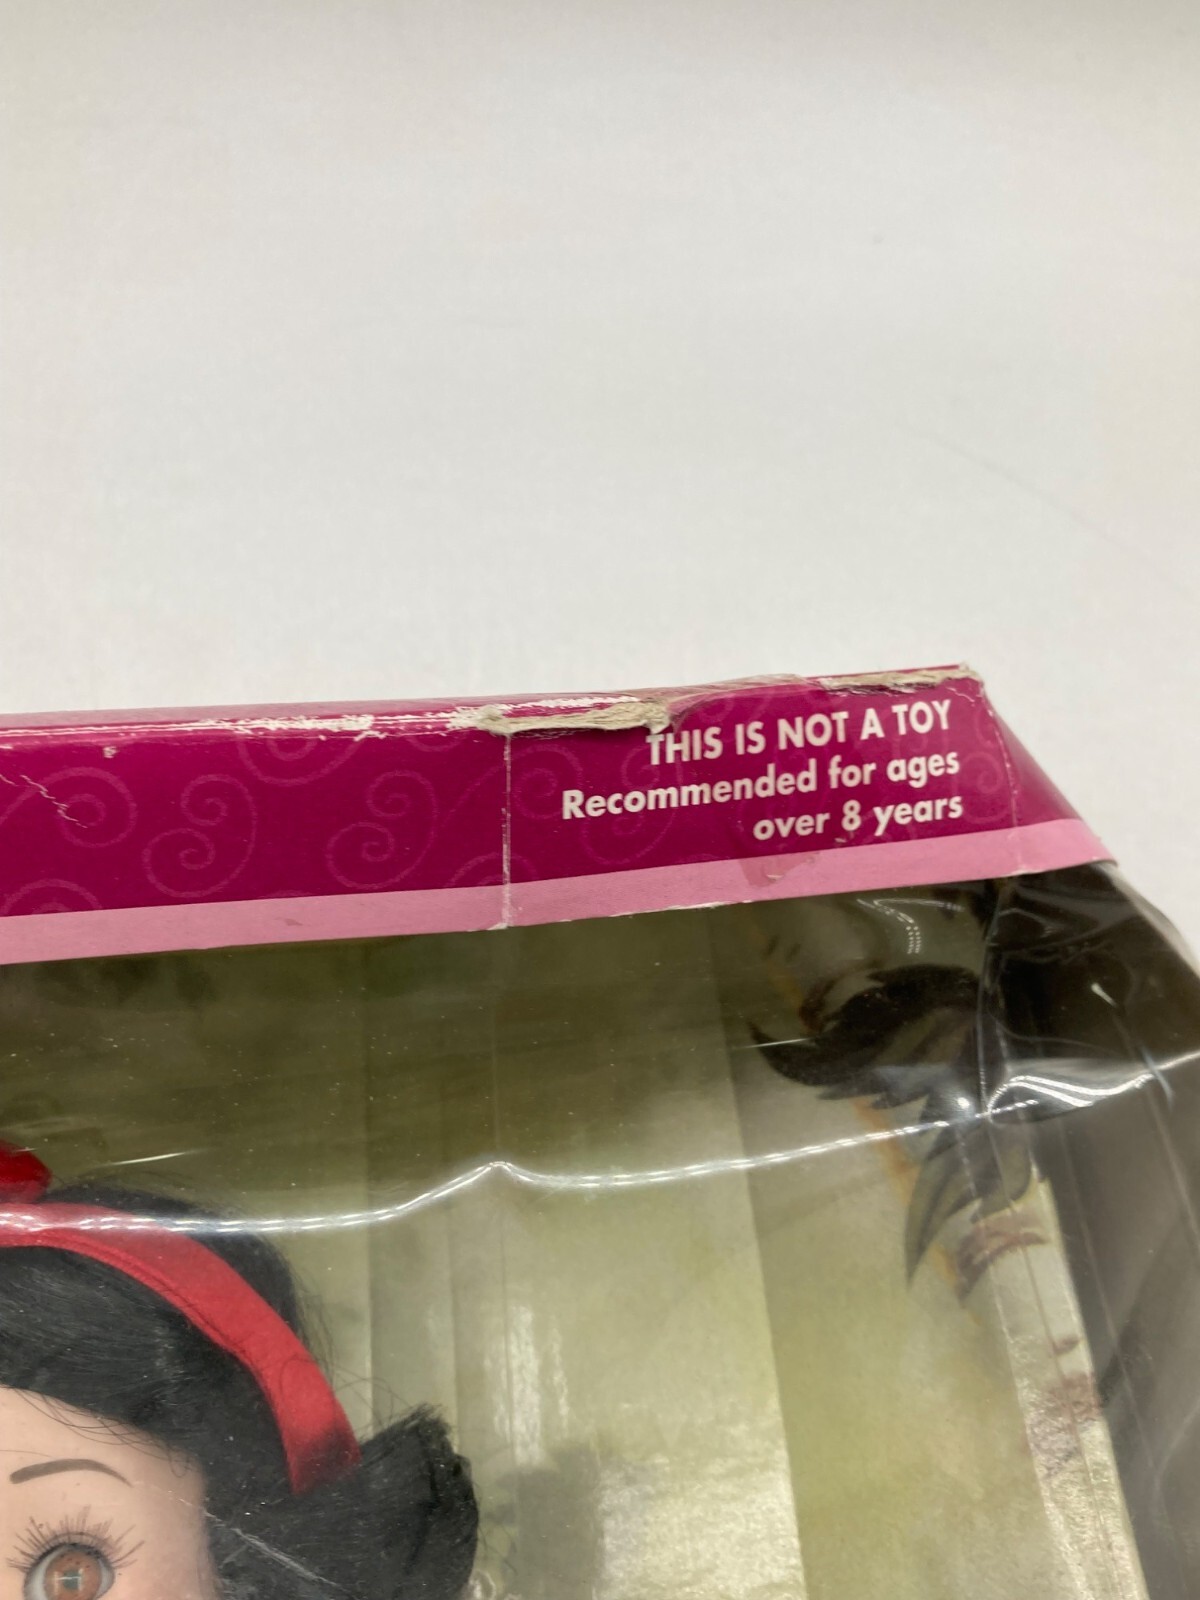 THIS IS NOT A TOY
Recommended for ages
over 8 years